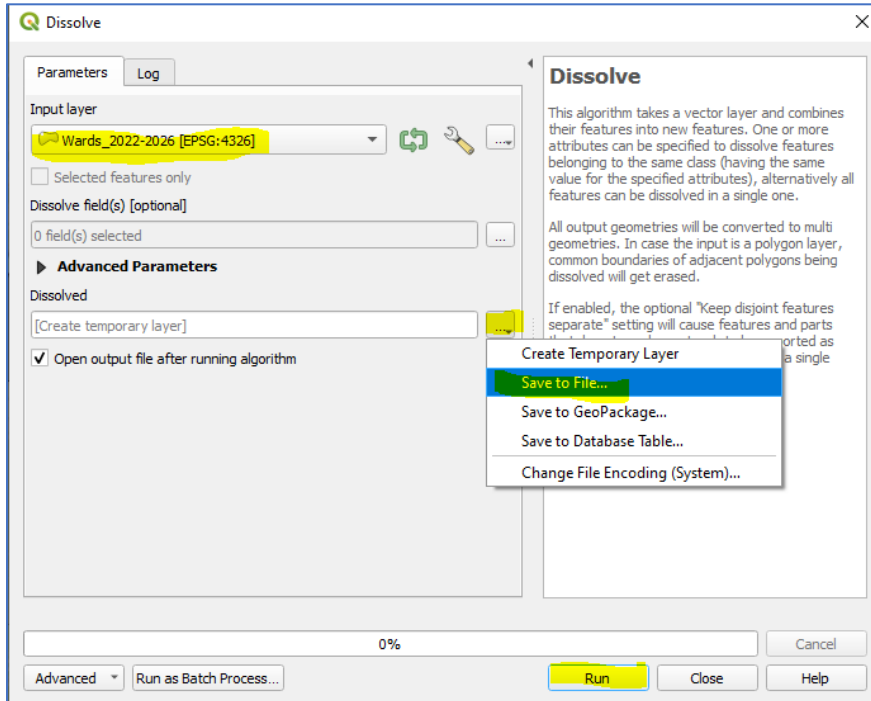 Dissolve
Parameters
Log
Input layer
Wards_2022-2026 [EPSG:4326]
...
Selected features only
Dissolve field(s) [optional]
0 field(s) selected
...
Advanced Parameters
Dissolved
[Create temporary layer]
...
Open output file after running algorithm
Dissolve
This algorithm takes a vector layer and combines
their features into new features. One or more
attributes can be specified to dissolve features
belonging to the same class (having the same
value for the specified attributes), alternatively all
features can be dissolved in a single one.
All output geometries will be converted to multi
geometries. In case the input is a polygon layer,
common boundaries of adjacent polygons being
dissolved will get erased.
If enabled, the optional "Keep disjoint features
separate" setting will cause features and parts
a single
Create Temporary Layer
Save to File...
Save to GeoPackage...
Save to Database Table...
Change File Encoding (System)...
0%
Cancel
Advanced
Run as Batch Process...
Run
Close
Help